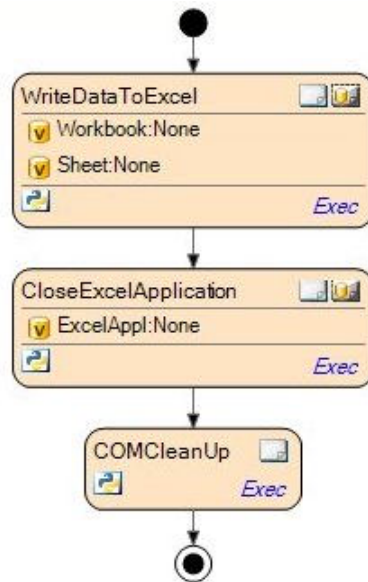 WriteDataToExcel
Workbook:None
Sheet:None
Exec
CloseExcelApplication
ExcelAppl:None
Exec
COMCleanUp
Exec